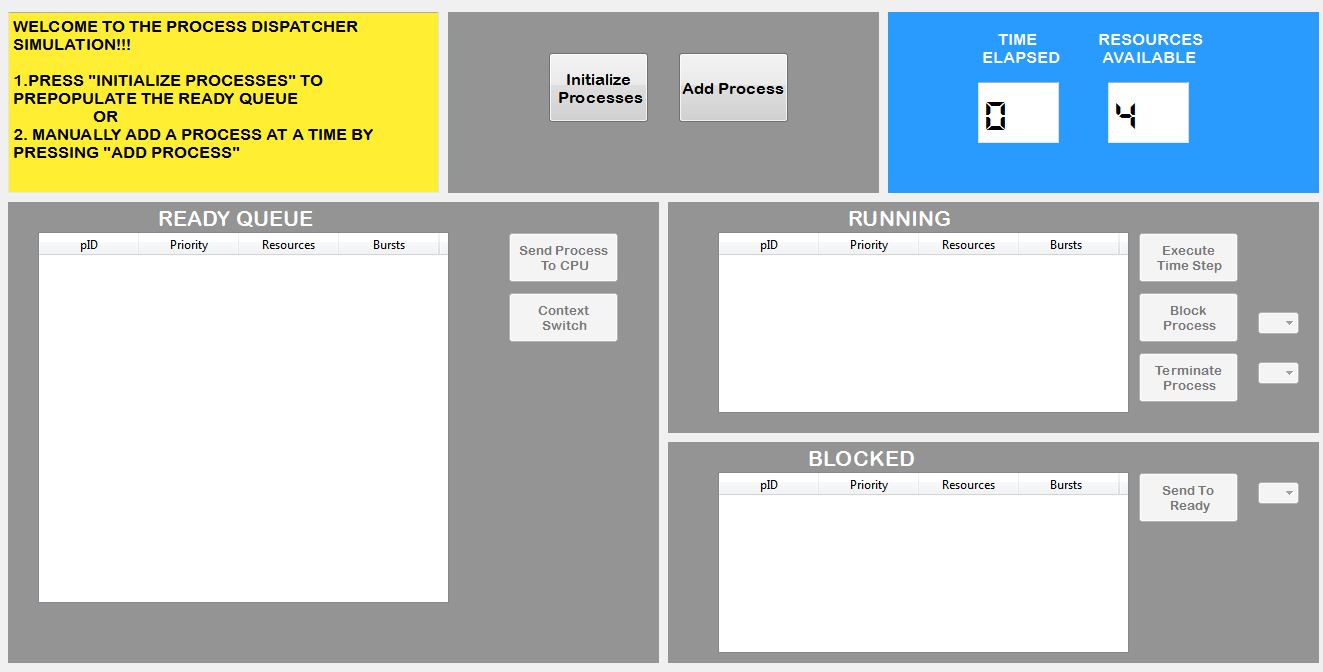 WELCOME TO THE PROCESS DISPATCHER
SIMULATION!!!
1.PRESS "INITIALIZE PROCESSES" TO
PREPOPULATE THE READY QUEUE
OR
2. MANUALLY ADD A PROCESS AT A TIME BY
PRESSING "ADD PROCESS"
Initialize
Processes
Add Process
TIME
ELAPSED
0
RESOURCES
AVAILABLE
4
READY QUEUE
pID Priority Resources Bursts
Send Process
To CPU
Context
Switch
RUNNING
pID Priority Resources Bursts
Execute
Time Step
Block
Process
Terminate
Process
BLOCKED
pID Priority Resources Bursts
Send To
Ready